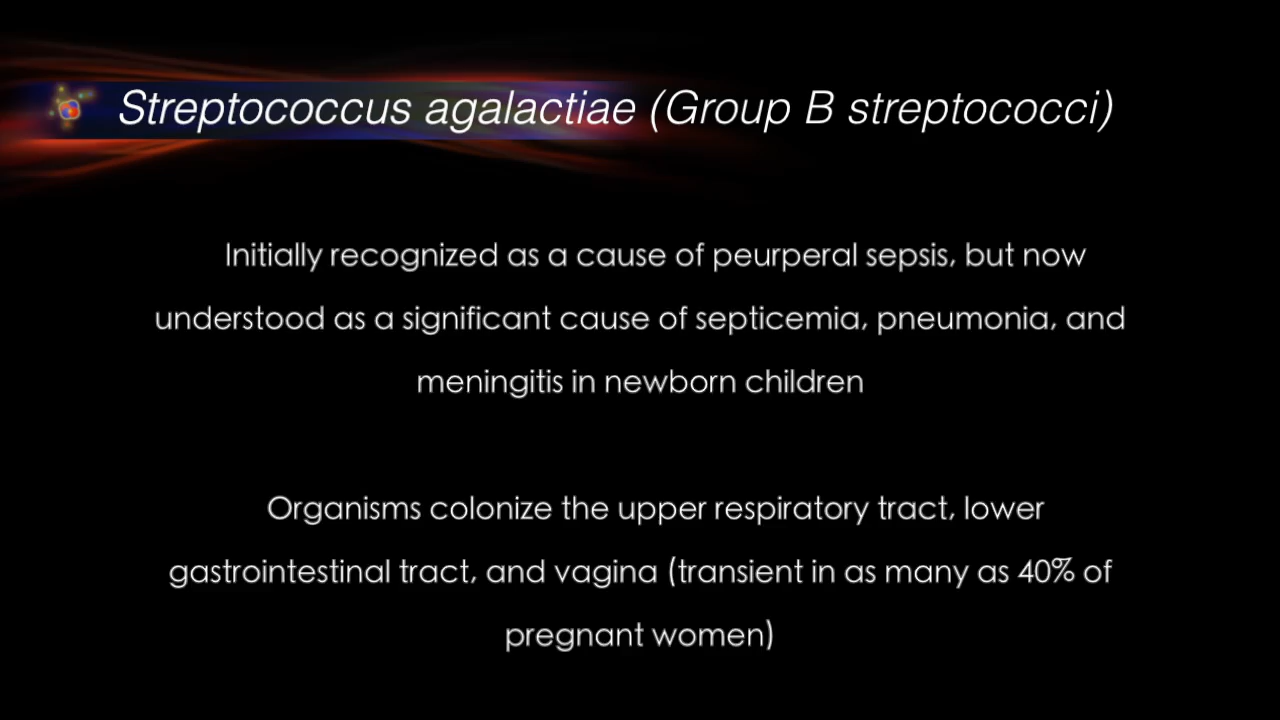 Streptococcus agalactiae (Group B streptococci)
Initially recognized as a cause of peurperal sepsis, but now
understood as a significant cause of septicemia, pneumonia, and
meningitis in newborn children
Organisms colonize the upper respiratory tract, lower
gastrointestinal tract, and vagina (transient in as many as 40% of
pregnant women)